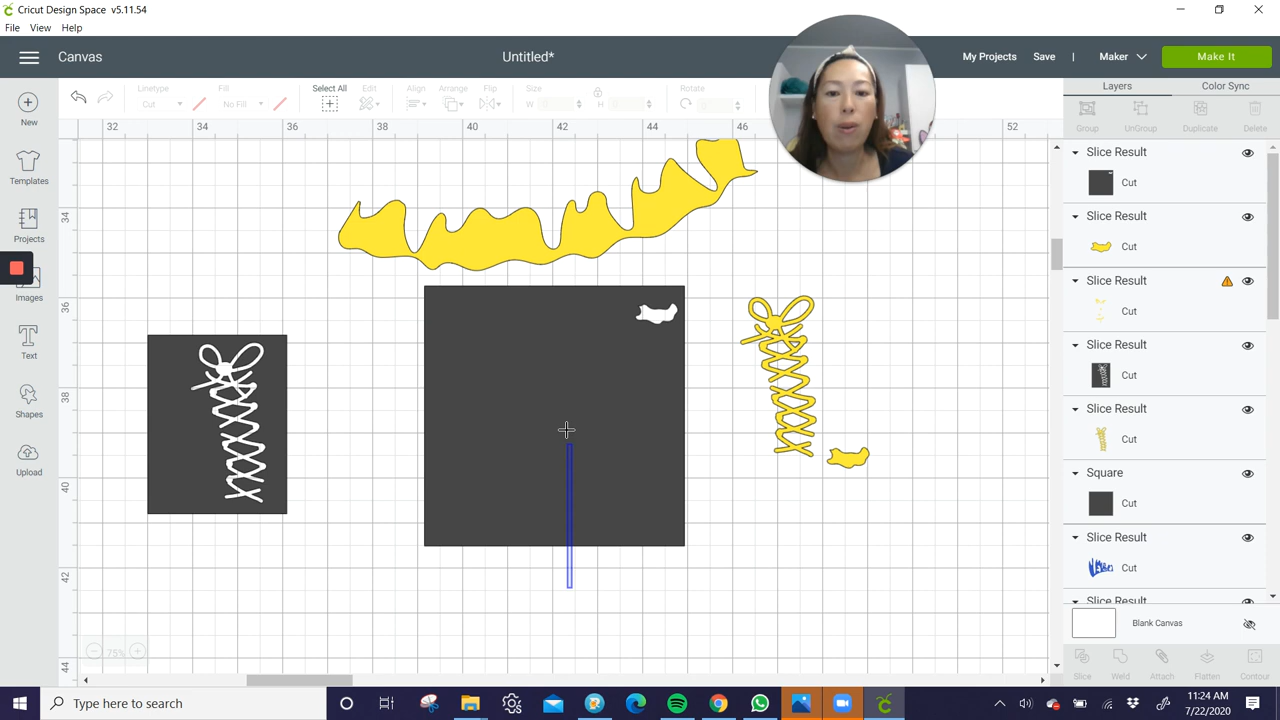 Cricut Design Space v5.11.54
File View Help
Canvas
Untitled*
My Projects Save | Maker Make It
New
Templates
Projects
Images
Text
Shapes
Upload
Linetype
Cut
Fill
No Fill
Select All
Edit
Align
Arrange
Flip
Size
W
H
Rotate
32 34 36 38 40 42 44 46 52
34
36
38
40
42
44
75%
Layers Color Sync
Group UnGroup Duplicate Delete
Slice Result
Cut
Slice Result
Cut
Slice Result
Cut
Slice Result
Cut
Slice Result
Cut
Square
Cut
Slice Result
Cut
Slice Result
Blank Canvas
Slice Weld Attach Flatten Contour
Type here to search
11:24 AM
7/22/2020